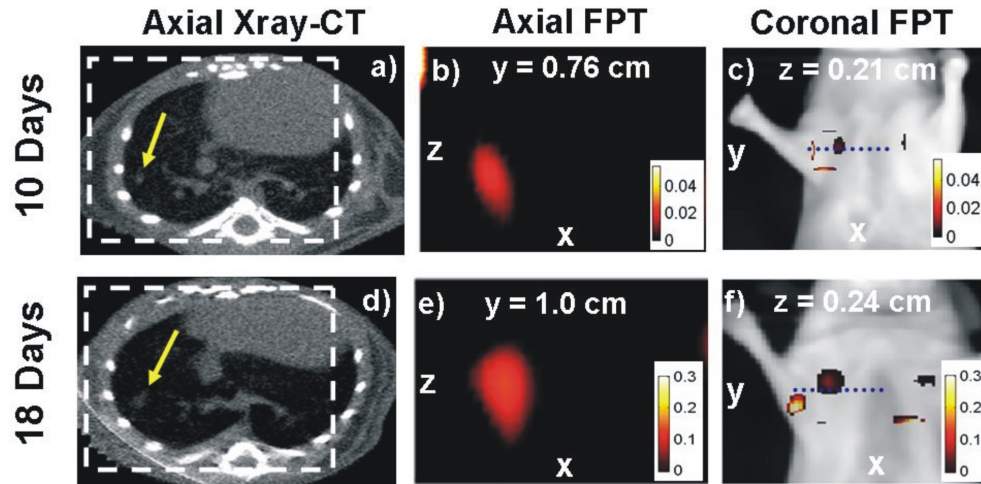 Axial Xray-CT
Axial FPT
Coronal FPT
10 Days
a)
b)
y = 0.76 cm
z
x
0.04
0.02
0
c)
z = 0.21 cm
y
x
0.04
0.02
0
18 Days
d)
e)
y = 1.0 cm
z
x
0.3
0.2
0.1
0
f)
z = 0.24 cm
y
x
0.3
0.2
0.1
0